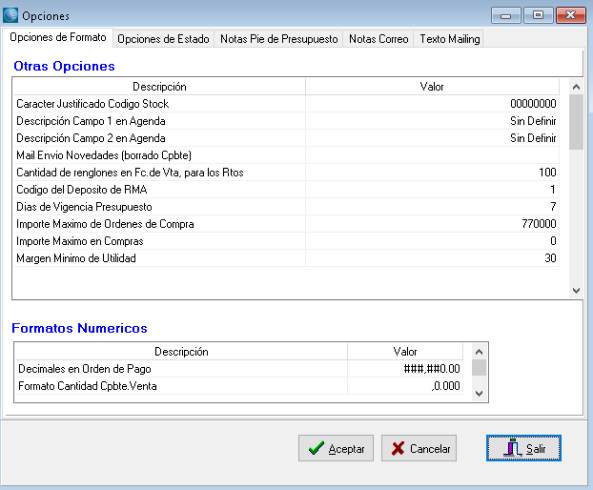 Opciones
Opciones de Formato Opciones de Estado Notas Pie de Presupuesto Notas Correo Texto Mailing
Otras Opciones
Descripción Valor
Caracter Justificado Codigo Stock 00000000
Descripción Campo 1 en Agenda Sin Definir
Descripción Campo 2 en Agenda Sin Definir
Mail Envio Novedades (borrado Cpbte)
Cantidad de renglones en Fc.de Vta, para los Rtos 100
Codigo del Deposito de RMA 1
Dias de Vigencia Presupuesto 7
Importe Maximo de Ordenes de Compra 770000
Importe Maximo en Compras 0
Margen Minimo de Utilidad 30
Formatos Numericos
Descripción Valor
Decimales en Orden de Pago ###,##0.00
Formato Cantidad Cpbte.Venta ,0.000
Aceptar Cancelar Salir